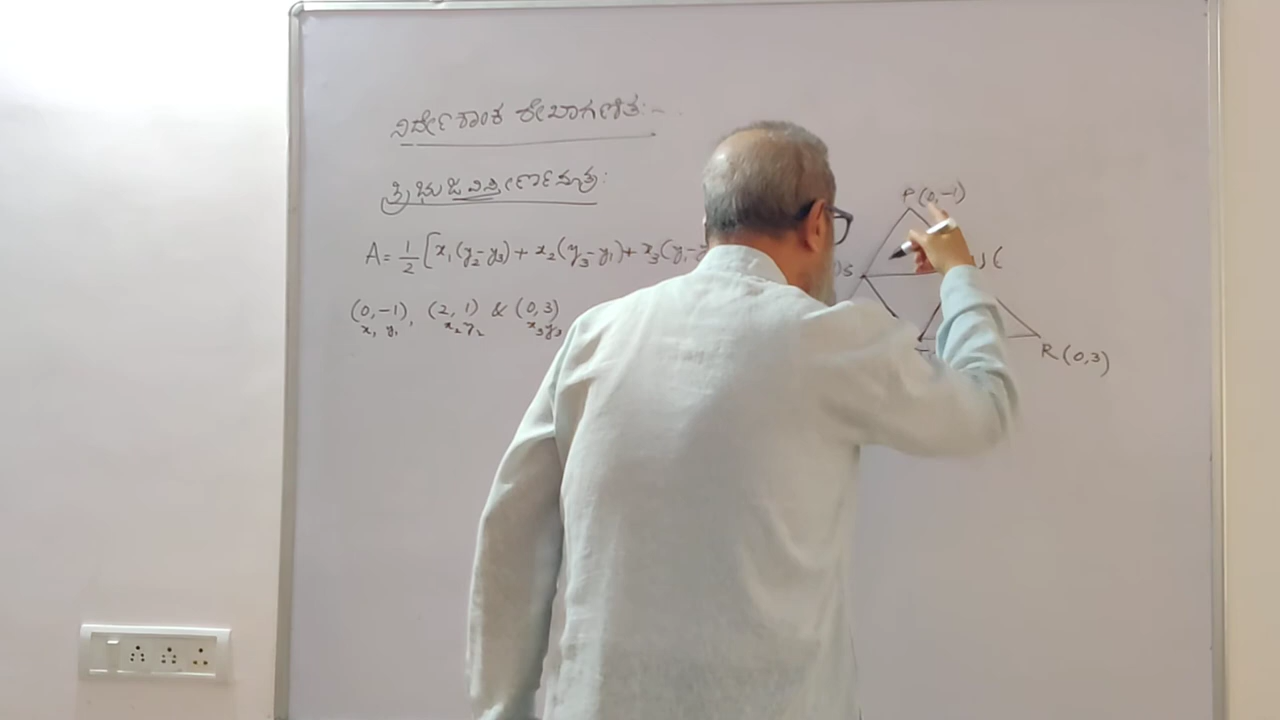 ನಿರ್ದೇಶಾಂಕ ರೇಖಾಗಣಿತ:-
ತ್ರಿಭುಜ ವಿಸ್ತೀರ್ಣ ಸೂತ್ರ:
A = 1/2 [x₁(y₂-y₃) + x₂(y₃-y₁) + x₃(y₁-
(0,-1), (2, 1) & (0,3)
x₁ y₁ x₂ y₂ x₃ y₃
P(0,-1)
)S U(
R(0,3)